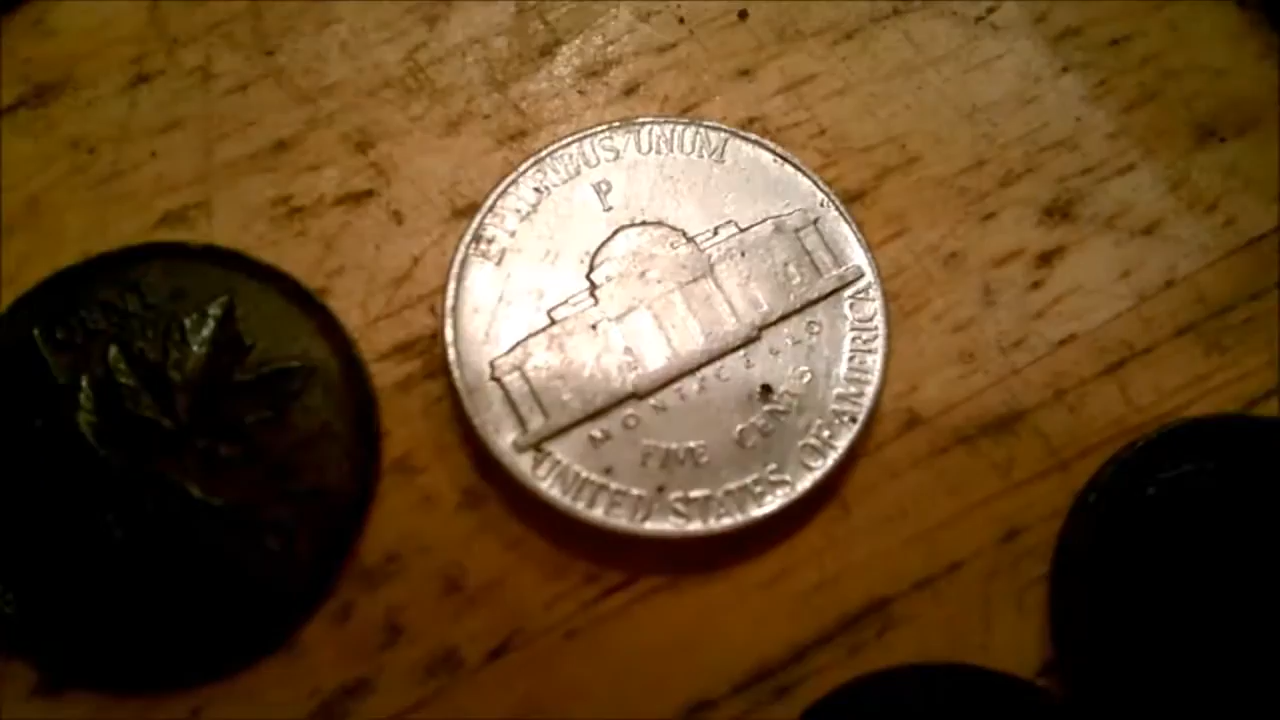 E PLURIBUS UNUM
P
MONTICELLO
FIVE CENTS
UNITED STATES OF AMERICA